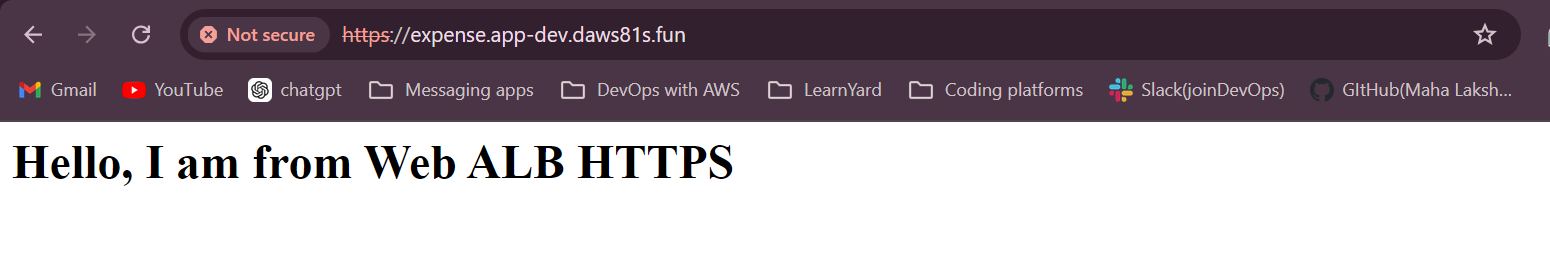 Not secure https://expense.app-dev.daws81s.fun
Gmail YouTube chatgpt Messaging apps DevOps with AWS LearnYard Coding platforms Slack(joinDevOps) GItHub(Maha Laksh...
Hello, I am from Web ALB HTTPS